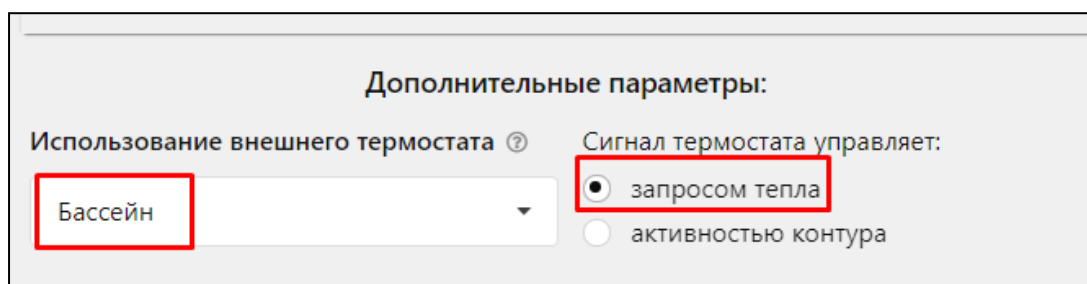 Дополнительные параметры:
Использование внешнего термостата ?
Сигнал термостата управляет:
Бассейн
запросом тепла
активностью контура